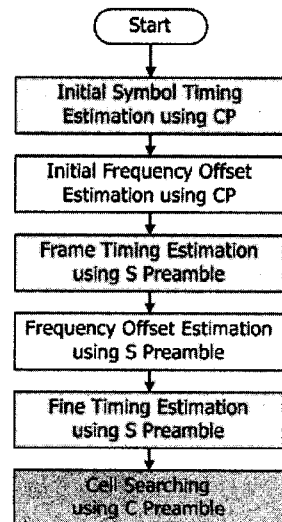 Start
Initial Symbol Timing
Estimation using CP
Initial Frequency Offset
Estimation using CP
Frame Timing Estimation
using S Preamble
Frequency Offset Estimation
using S Preamble
Fine Timing Estimation
using S Preamble
Cell Searching
using C Preamble